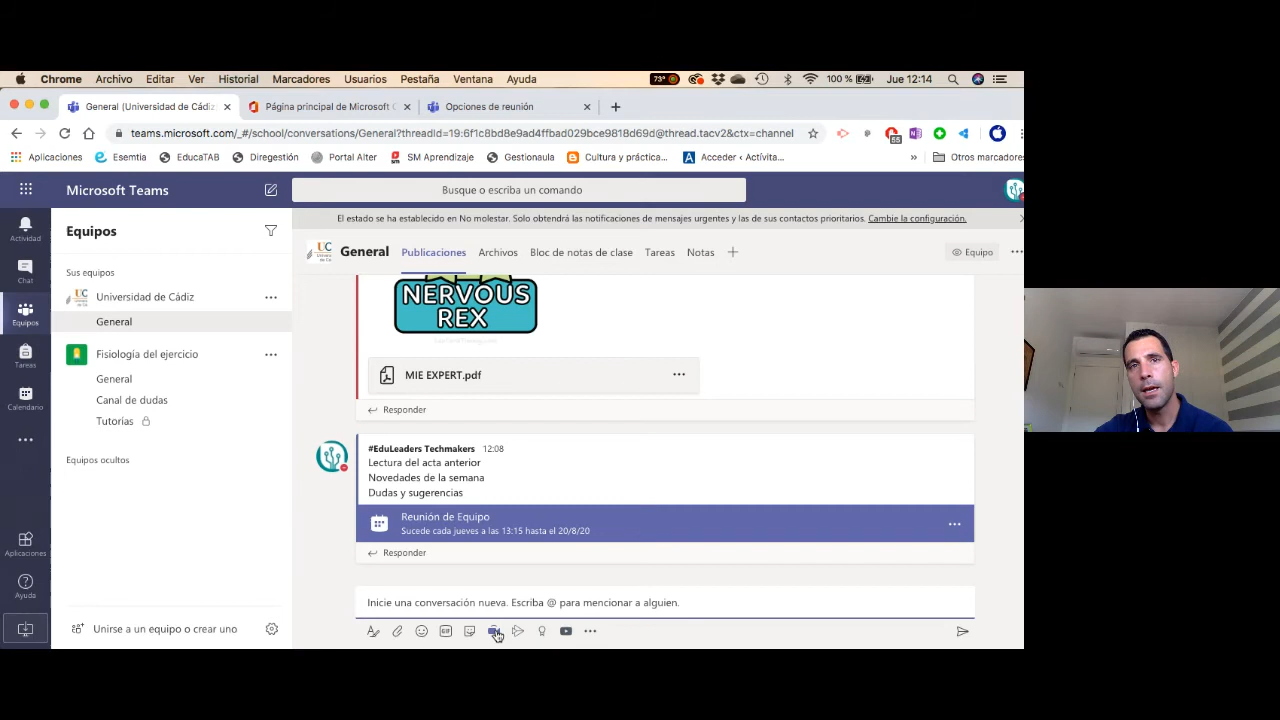 Chrome Archivo Editar Ver Historial Marcadores Usuarios Pestaña Ventana Ayuda 73° 100 % Jue 12:14
General (Universidad de Cádiz Página principal de Microsoft Opciones de reunión
teams.microsoft.com/_#/school/conversations/General?threadId=19:6f1c8bd8e9ad4ffbad029bce9818d69d@thread.tacv2&ctx=channel
55
Aplicaciones Esemtia EducaTAB Diregestión Portal Alter SM Aprendizaje Gestionaula Cultura y práctica... Acceder ‹ Actívita... » Otros marcadores
Microsoft Teams
Busque o escriba un comando
El estado se ha establecido en No molestar. Solo obtendrá las notificaciones de mensajes urgentes y las de sus contactos prioritarios. Cambie la configuración.
Actividad
Chat
Equipos
Tareas
Calendario
Aplicaciones
Ayuda
Equipos
Sus equipos
Universidad de Cádiz
General
Fisiología del ejercicio
General
Canal de dudas
Tutorías
Equipos ocultos
Unirse a un equipo o crear uno
UC
General Publicaciones Archivos Bloc de notas de clase Tareas Notas Equipo
NERVOUS
REX
MIE EXPERT.pdf
Responder
#EduLeaders Techmakers 12:08
Lectura del acta anterior
Novedades de la semana
Dudas y sugerencias
Reunión de Equipo
Sucede cada jueves a las 13:15 hasta el 20/8/20
Responder
Inicie una conversación nueva. Escriba @ para mencionar a alguien.
GIF